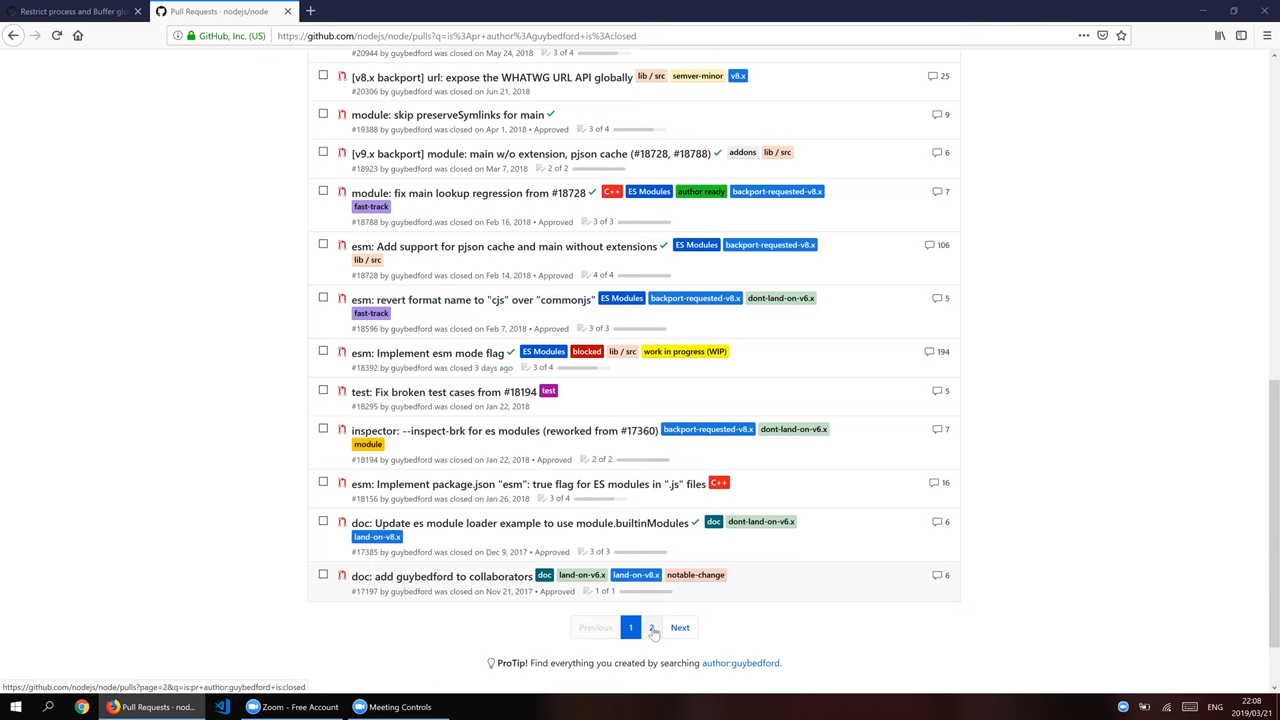 Restrict process and Buffer glo
Pull Requests · nodejs/node
GitHub, Inc. (US)
https://github.com/nodejs/node/pulls?q=is%3Apr+author%3Aguybedford+is%3Aclosed
#20944 by guybedford was closed on May 24, 2018 3 of 4
[v8.x backport] url: expose the WHATWG URL API globally lib / src semver-minor v8.x 25
#20306 by guybedford was closed on Jun 21, 2018
module: skip preserveSymlinks for main 9
#19388 by guybedford was closed on Apr 1, 2018 • Approved 3 of 4
[v9.x backport] module: main w/o extension, pjson cache (#18728, #18788) addons lib / src 6
#18923 by guybedford was closed on Mar 7, 2018 2 of 2
module: fix main lookup regression from #18728 C++ ES Modules author ready backport-requested-v8.x 7
fast-track
#18788 by guybedford was closed on Feb 16, 2018 • Approved 3 of 3
esm: Add support for pjson cache and main without extensions ES Modules backport-requested-v8.x 106
lib / src
#18728 by guybedford was closed on Feb 14, 2018 • Approved 4 of 4
esm: revert format name to "cjs" over "commonjs" ES Modules backport-requested-v8.x dont-land-on-v6.x 5
fast-track
#18596 by guybedford was closed on Feb 7, 2018 • Approved 3 of 3
esm: Implement esm mode flag ES Modules blocked lib / src work in progress (WIP) 194
#18392 by guybedford was closed 3 days ago 3 of 4
test: Fix broken test cases from #18194 test 5
#18295 by guybedford was closed on Jan 22, 2018
inspector: --inspect-brk for es modules (reworked from #17360) backport-requested-v8.x dont-land-on-v6.x 7
module
#18194 by guybedford was closed on Jan 22, 2018 • Approved 2 of 2
esm: Implement package.json "esm": true flag for ES modules in ".js" files C++ 16
#18156 by guybedford was closed on Jan 26, 2018 3 of 4
doc: Update es module loader example to use module.builtinModules doc dont-land-on-v6.x 6
land-on-v8.x
#17385 by guybedford was closed on Dec 9, 2017 • Approved 3 of 3
doc: add guybedford to collaborators doc land-on-v6.x land-on-v8.x notable-change 6
#17197 by guybedford was closed on Nov 21, 2017 • Approved 1 of 1
Previous 1 2 Next
ProTip! Find everything you created by searching author:guybedford.
https://github.com/nodejs/node/pulls?page=2&q=is:pr+author:guybedford+is:closed
Pull Requests · nod...
Zoom - Free Account
Meeting Controls
ENG
22:08
2019/03/21